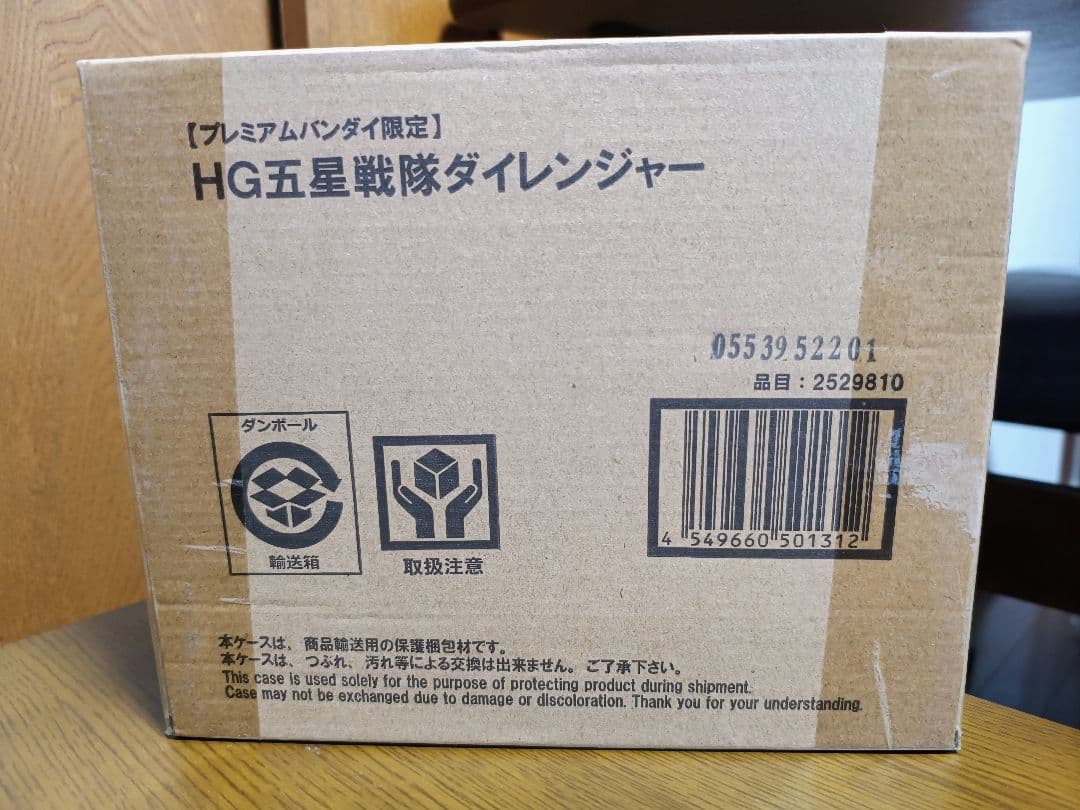 【プレミアムバンダイ限定】
HG五星戦隊ダイレンジャー
0553952201
品目：2529810
4 549660 501312
ダンボール
輸送箱
取扱注意
本ケースは、商品輸送用の保護梱包材です。
本ケースは、つぶれ、汚れ等による交換は出来ません。ご了承下さい。
This case is used solely for the purpose of protecting product during shipment.
Case may not be exchanged due to damage or discoloration. Thank you for your understanding.